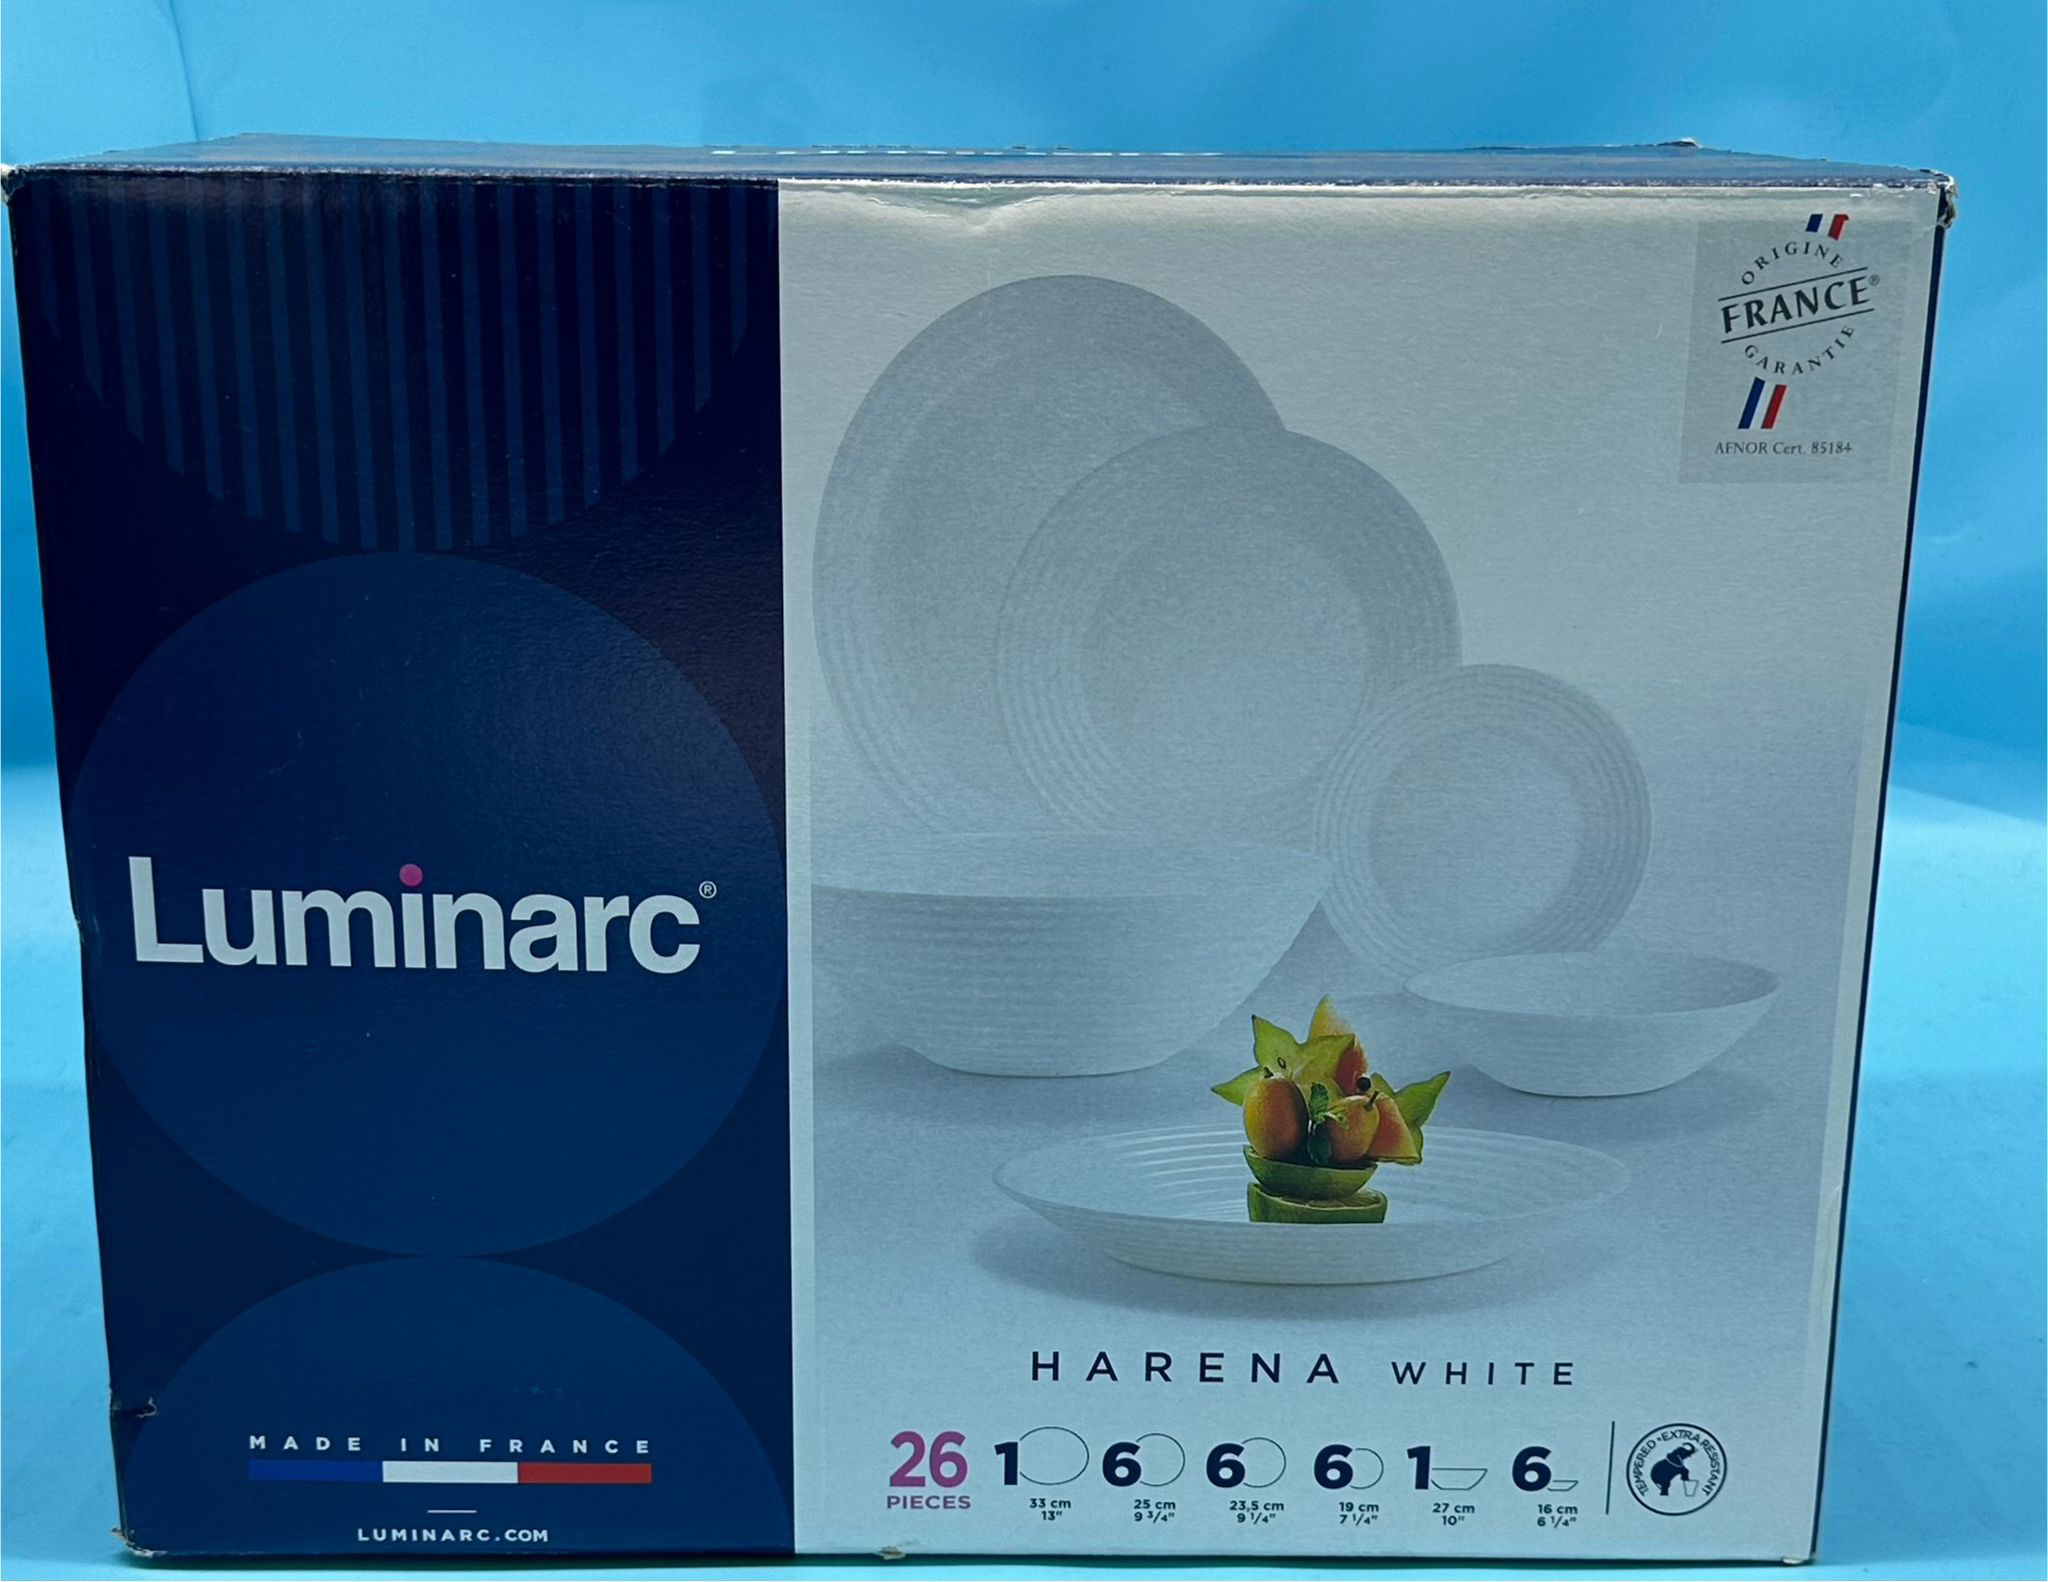 Luminarc®
MADE IN FRANCE
LUMINARC.COM
ORIGINE
FRANCE®
GARANTIE
AFNOR Cert. 85184
HARENA WHITE
26 1 6 6 6 1 6
PIECES
33 cm 25 cm 23,5 cm 19 cm 27 cm 16 cm
13" 9 3/4" 9 1/4" 7 1/4" 10" 6 1/4"
TEMPERED • EXTRA RESISTANT